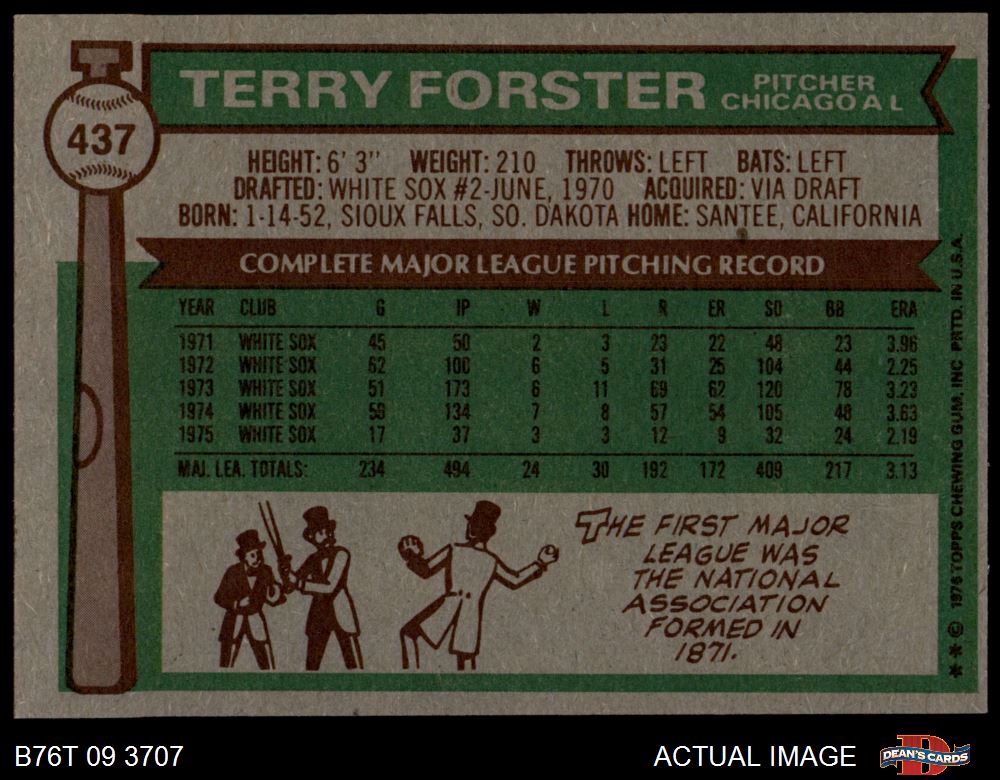 437
TERRY FORSTER
PITCHER
CHICAGO A L
HEIGHT: 6' 3" WEIGHT: 210 THROWS: LEFT BATS: LEFT
DRAFTED: WHITE SOX #2-JUNE, 1970 ACQUIRED: VIA DRAFT
BORN: 1-14-52, SIOUX FALLS, SO. DAKOTA HOME: SANTEE, CALIFORNIA
COMPLETE MAJOR LEAGUE PITCHING RECORD
YEAR CLUB G IP W L R ER SO BB ERA
1971 WHITE SOX 45 50 2 3 23 22 48 23 3.96
1972 WHITE SOX 62 100 6 5 31 25 104 44 2.25
1973 WHITE SOX 51 173 6 11 69 62 120 78 3.23
1974 WHITE SOX 59 134 7 8 57 54 105 48 3.63
1975 WHITE SOX 17 37 3 3 12 9 32 24 2.19
MAJ. LEA. TOTALS: 234 494 24 30 192 172 409 217 3.13
THE FIRST MAJOR
LEAGUE WAS
THE NATIONAL
ASSOCIATION
FORMED IN
1871.
** © 1976 TOPPS CHEWING GUM, INC PRTD. IN U.S.A.
B76T 09 3707
ACTUAL IMAGE
D
DEAN'S CARDS